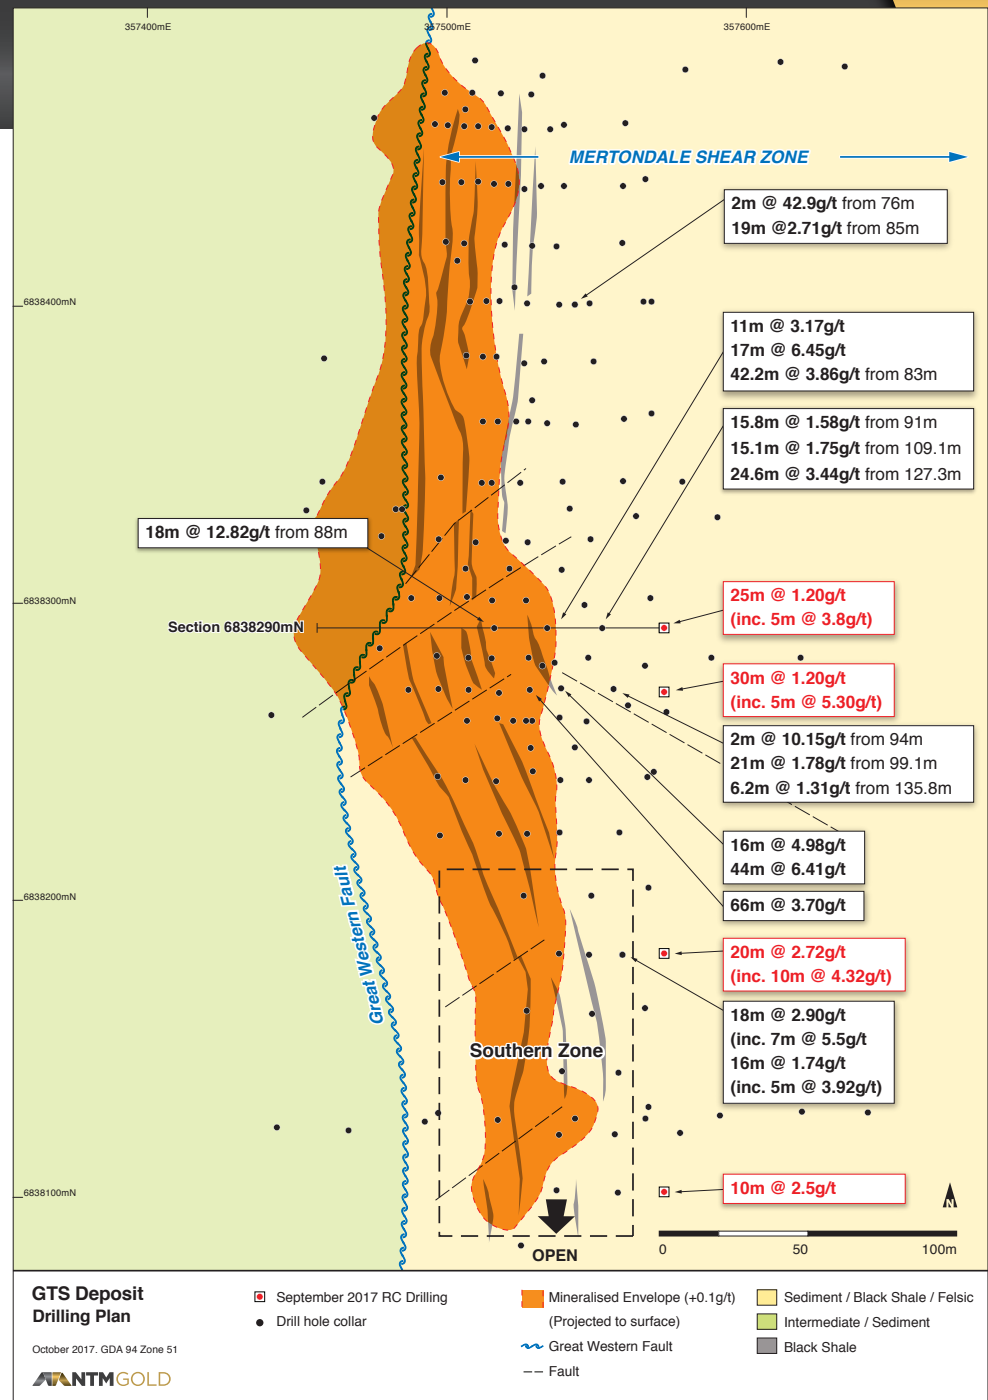 357400mE
357500mE
357600mE
MERTONDALE SHEAR ZONE
2m @ 42.9g/t from 76m
19m @2.71g/t from 85m
6838400mN
11m @ 3.17g/t
17m @ 6.45g/t
42.2m @ 3.86g/t from 83m
15.8m @ 1.58g/t from 91m
15.1m @ 1.75g/t from 109.1m
24.6m @ 3.44g/t from 127.3m
18m @ 12.82g/t from 88m
6838300mN
Section 6838290mN
25m @ 1.20g/t
(inc. 5m @ 3.8g/t)
30m @ 1.20g/t
(inc. 5m @ 5.30g/t)
2m @ 10.15g/t from 94m
21m @ 1.78g/t from 99.1m
6.2m @ 1.31g/t from 135.8m
16m @ 4.98g/t
44m @ 6.41g/t
66m @ 3.70g/t
Great Western Fault
6838200mN
20m @ 2.72g/t
(inc. 10m @ 4.32g/t)
18m @ 2.90g/t
(inc. 7m @ 5.5g/t
16m @ 1.74g/t
(inc. 5m @ 3.92g/t)
Southern Zone
6838100mN
10m @ 2.5g/t
N
OPEN
0 50 100m
GTS Deposit
Drilling Plan
October 2017. GDA 94 Zone 51
NTMGOLD
September 2017 RC Drilling
Drill hole collar
Mineralised Envelope (+0.1g/t)
(Projected to surface)
Great Western Fault
Fault
Sediment / Black Shale / Felsic
Intermediate / Sediment
Black Shale